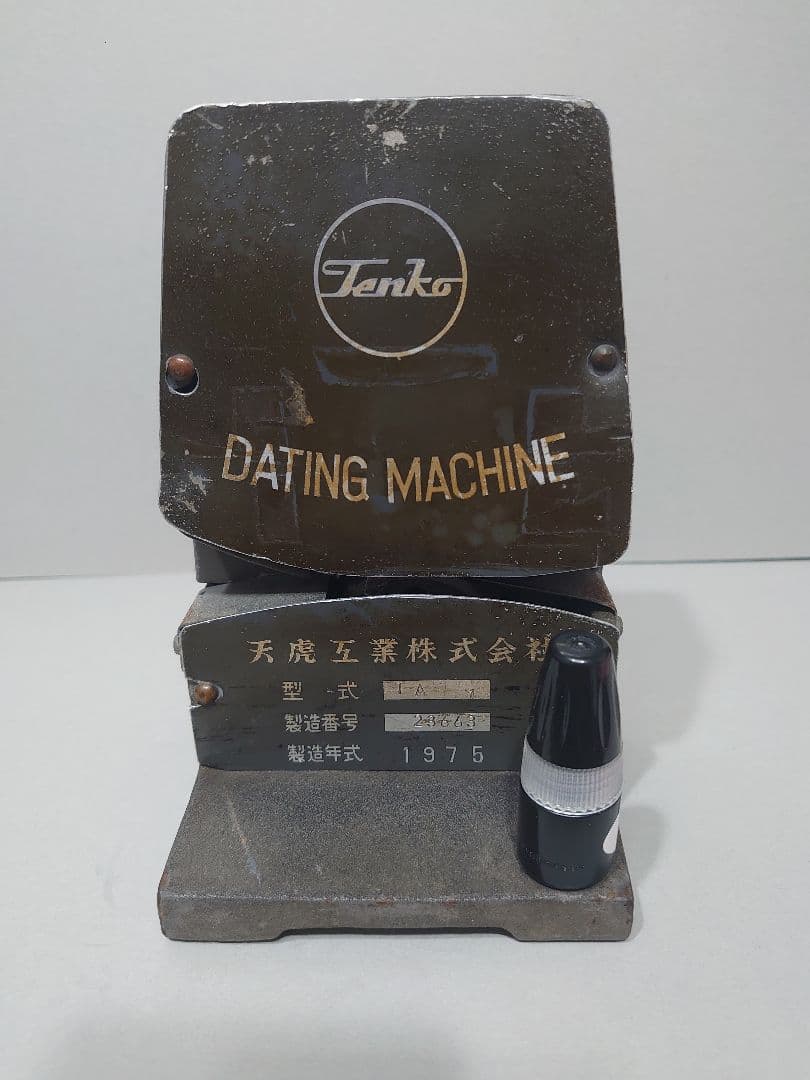 Tenko
DATING MACHINE
天虎工業株式会社
型 式
製造番号 23663
製造年式 1975